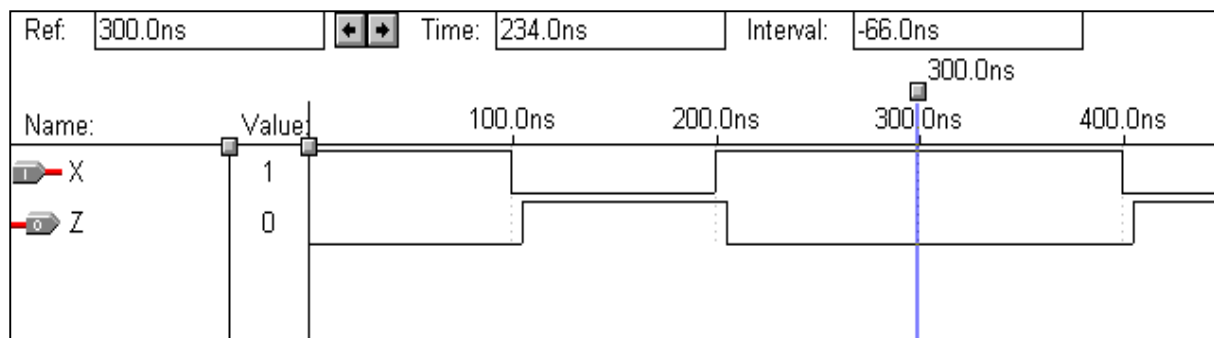 Ref: 300.0ns Time: 234.0ns Interval: -66.0ns
300.0ns
Name: Value: 100.0ns 200.0ns 300.0ns 400.0ns
I X 1
O Z 0